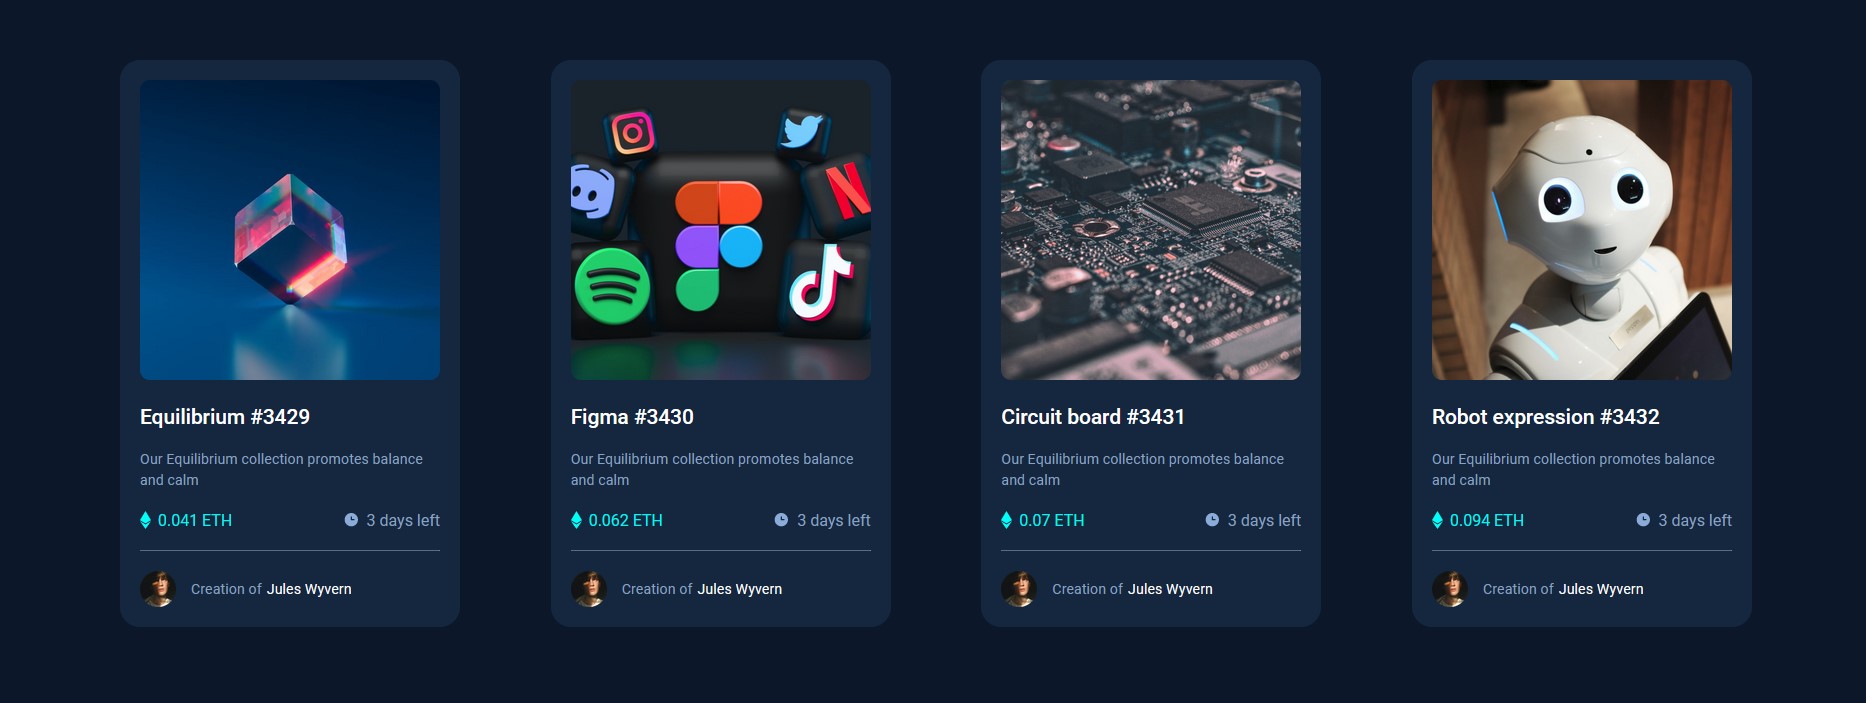 Equilibrium #3429
Our Equilibrium collection promotes balance
and calm
0.041 ETH
3 days left
Creation of Jules Wyvern
Figma #3430
Our Equilibrium collection promotes balance
and calm
0.062 ETH
3 days left
Creation of Jules Wyvern
Circuit board #3431
Our Equilibrium collection promotes balance
and calm
0.07 ETH
3 days left
Creation of Jules Wyvern
Robot expression #3432
Our Equilibrium collection promotes balance
and calm
0.094 ETH
3 days left
Creation of Jules Wyvern